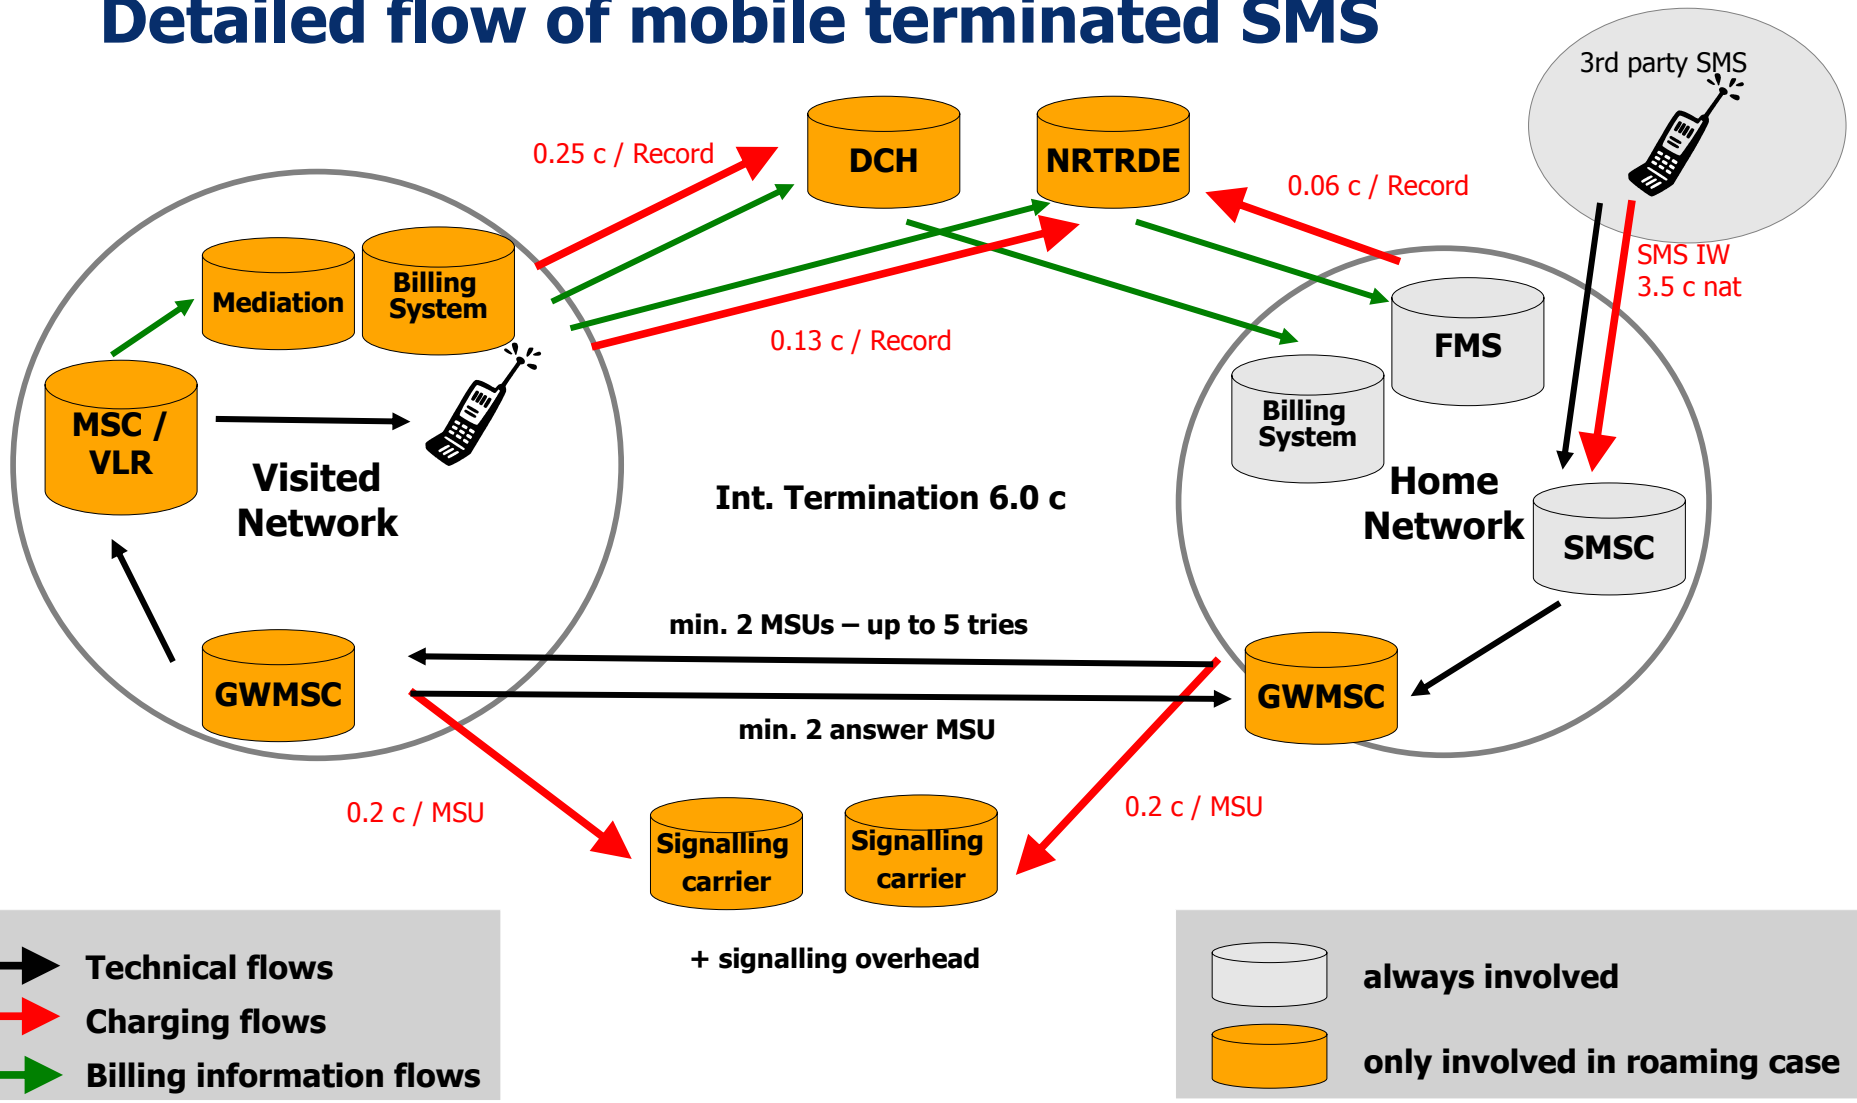 Detailed flow of mobile terminated SMS
3rd party SMS
0.25 c / Record
DCH
NRTRDE
0.06 c / Record
SMS IW
3.5 c nat
Mediation
Billing
System
0.13 c / Record
FMS
MSC /
VLR
Billing
System
Visited
Network
Int. Termination 6.0 c
Home
Network
SMSC
min. 2 MSUs – up to 5 tries
GWMSC
GWMSC
min. 2 answer MSU
0.2 c / MSU
0.2 c / MSU
Signalling
carrier
Signalling
carrier
+ signalling overhead
Technical flows
Charging flows
Billing information flows
always involved
only involved in roaming case